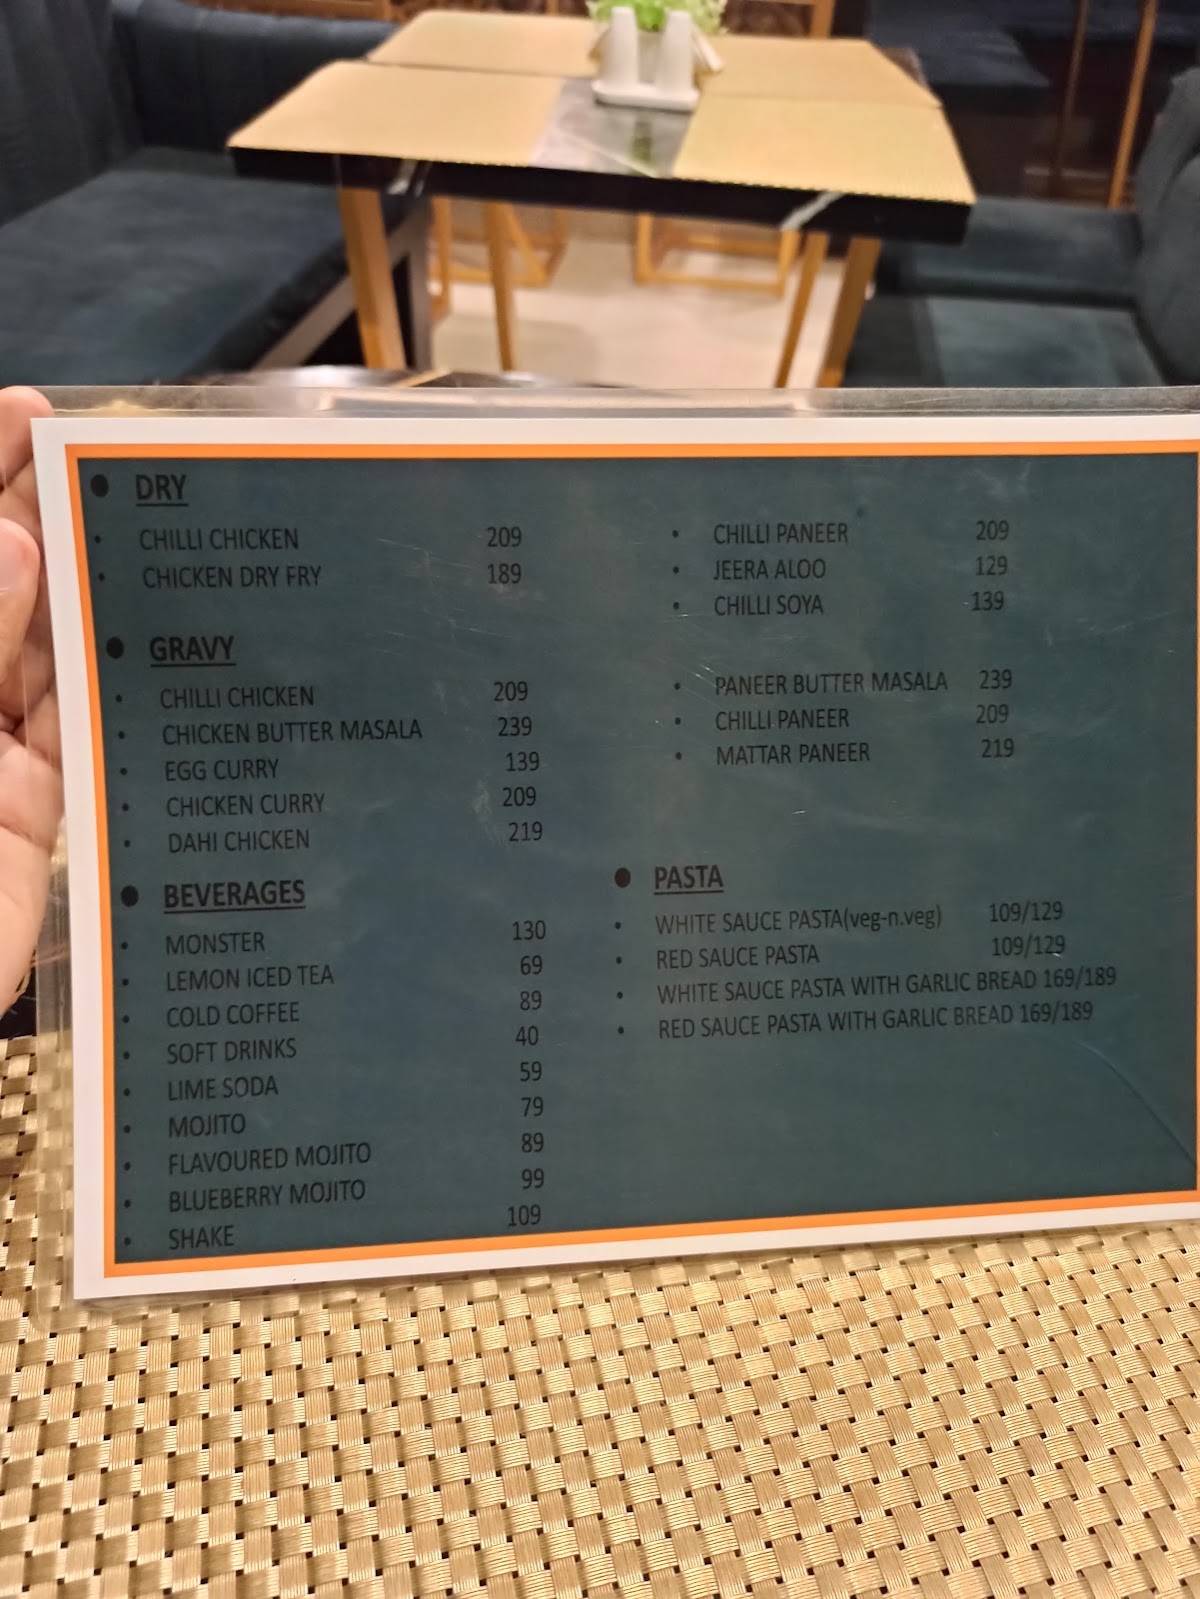 DRY
CHILLI CHICKEN 209
CHICKEN DRY FRY 189
CHILLI PANEER 209
JEERA ALOO 129
CHILLI SOYA 139
GRAVY
CHILLI CHICKEN 209
CHICKEN BUTTER MASALA 239
EGG CURRY 139
CHICKEN CURRY 209
DAHI CHICKEN 219
PANEER BUTTER MASALA 239
CHILLI PANEER 209
MATTAR PANEER 219
BEVERAGES
MONSTER 130
LEMON ICED TEA 69
COLD COFFEE 89
SOFT DRINKS 40
LIME SODA 59
MOJITO 79
FLAVOURED MOJITO 89
BLUEBERRY MOJITO 99
SHAKE 109
PASTA
WHITE SAUCE PASTA(veg-n.veg) 109/129
RED SAUCE PASTA 109/129
WHITE SAUCE PASTA WITH GARLIC BREAD 169/189
RED SAUCE PASTA WITH GARLIC BREAD 169/189